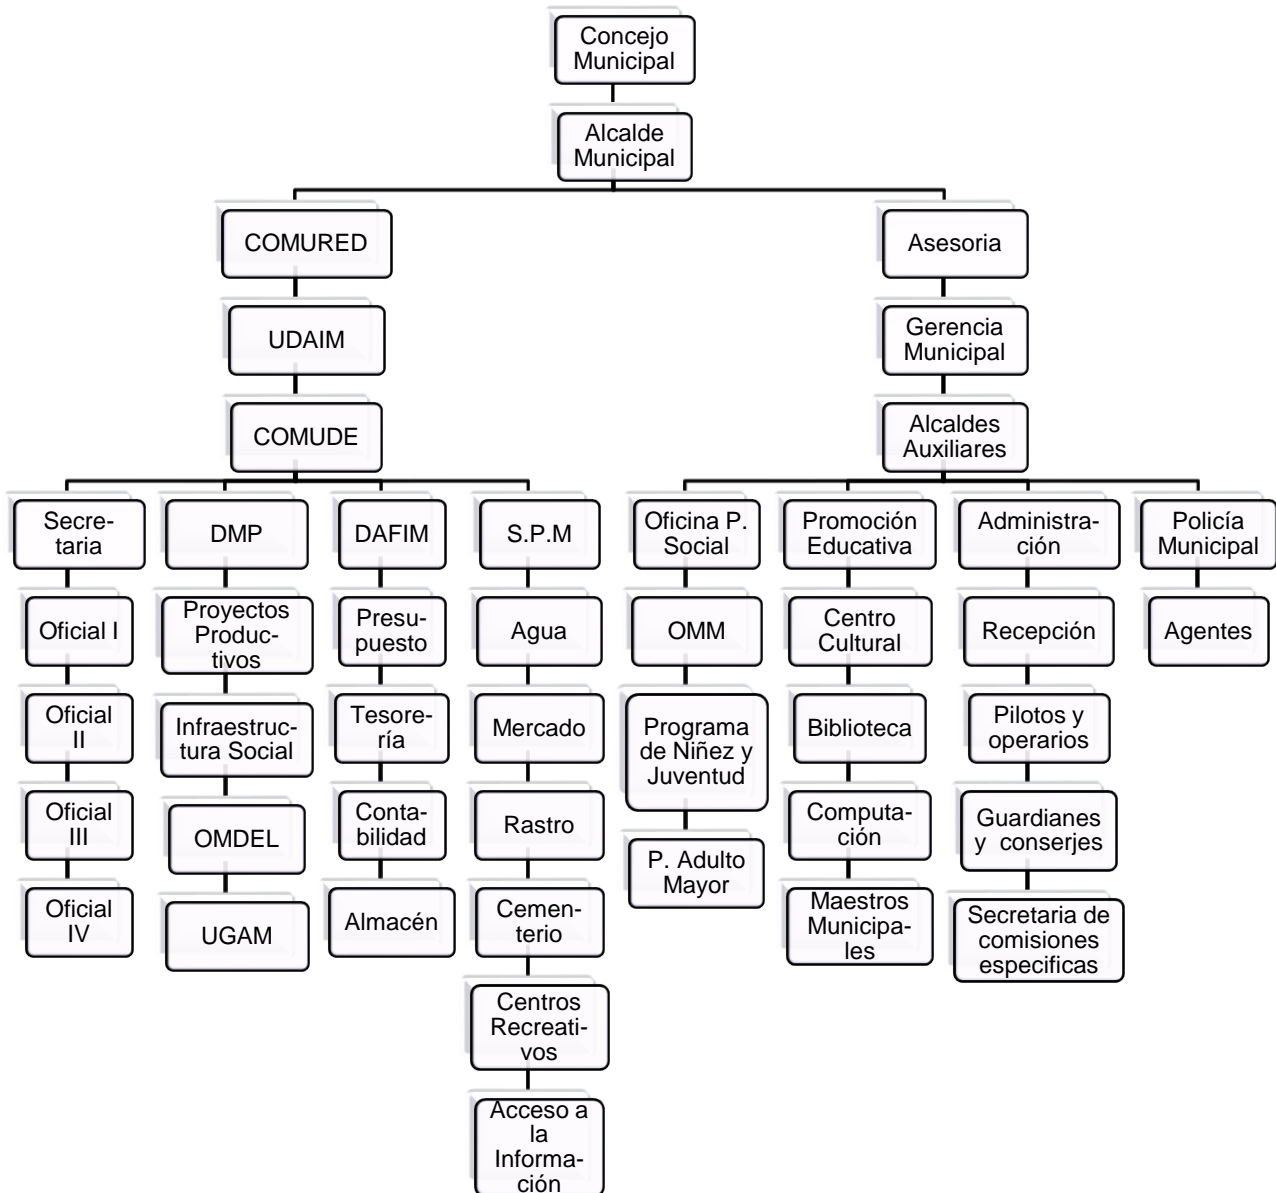 Concejo
Municipal
Alcalde
Municipal
COMURED
Asesoria
UDAIM
Gerencia
Municipal
COMUDE
Alcaldes
Auxiliares
Secre-
taria
DMP
DAFIM
S.P.M
Oficina P.
Social
Promoción
Educativa
Administra-
ción
Policía
Municipal
Oficial I
Proyectos
Produc-
tivos
Presu-
puesto
Agua
OMM
Centro
Cultural
Recepción
Agentes
Oficial
II
Infraestruc-
tura Social
Tesore-
ría
Mercado
Programa
de Niñez y
Juventud
Biblioteca
Pilotos y
operarios
Oficial
III
OMDEL
Conta-
bilidad
Rastro
P. Adulto
Mayor
Computa-
ción
Guardianes
y conserjes
Oficial
IV
UGAM
Almacén
Cemen-
terio
Maestros
Municipa-
les
Secretaria de
comisiones
especificas
Centros
Recreati-
vos
Acceso a
la
Informa-
ción